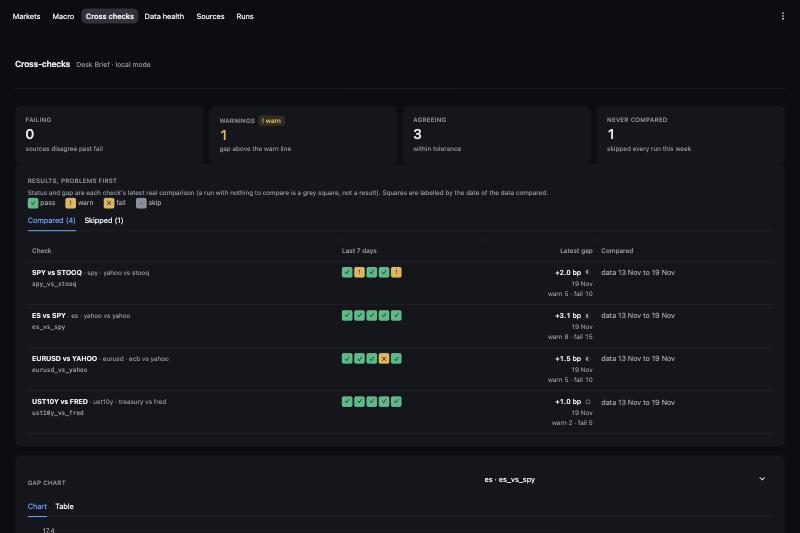 Markets Macro Cross checks Data health Sources Runs
Cross-checks Desk Brief · local mode
FAILING
0
sources disagree past fail
WARNINGS ! warn
1
gap above the warn line
AGREEING
3
within tolerance
NEVER COMPARED
1
skipped every run this week
RESULTS, PROBLEMS FIRST
Status and gap are each check's latest real comparison (a run with nothing to compare is a grey square, not a result). Squares are labelled by the date of the data compared.
pass warn fail skip
Compared (4) Skipped (1)
Check Last 7 days Latest gap Compared
SPY vs STOOQ · spy · yahoo vs stooq +2.0 bp data 13 Nov to 19 Nov
spy_vs_stooq 19 Nov
warn 5 · fail 10
ES vs SPY · es · yahoo vs yahoo +3.1 bp data 13 Nov to 19 Nov
es_vs_spy 19 Nov
warn 8 · fail 15
EURUSD vs YAHOO · eurusd · ecb vs yahoo +1.5 bp data 13 Nov to 19 Nov
eurusd_vs_yahoo 19 Nov
warn 5 · fail 10
UST10Y vs FRED · ust10y · treasury vs fred +1.0 bp data 13 Nov to 19 Nov
ust10y_vs_fred 19 Nov
warn 2 · fail 5
GAP CHART es · es_vs_spy
Chart Table
17.4